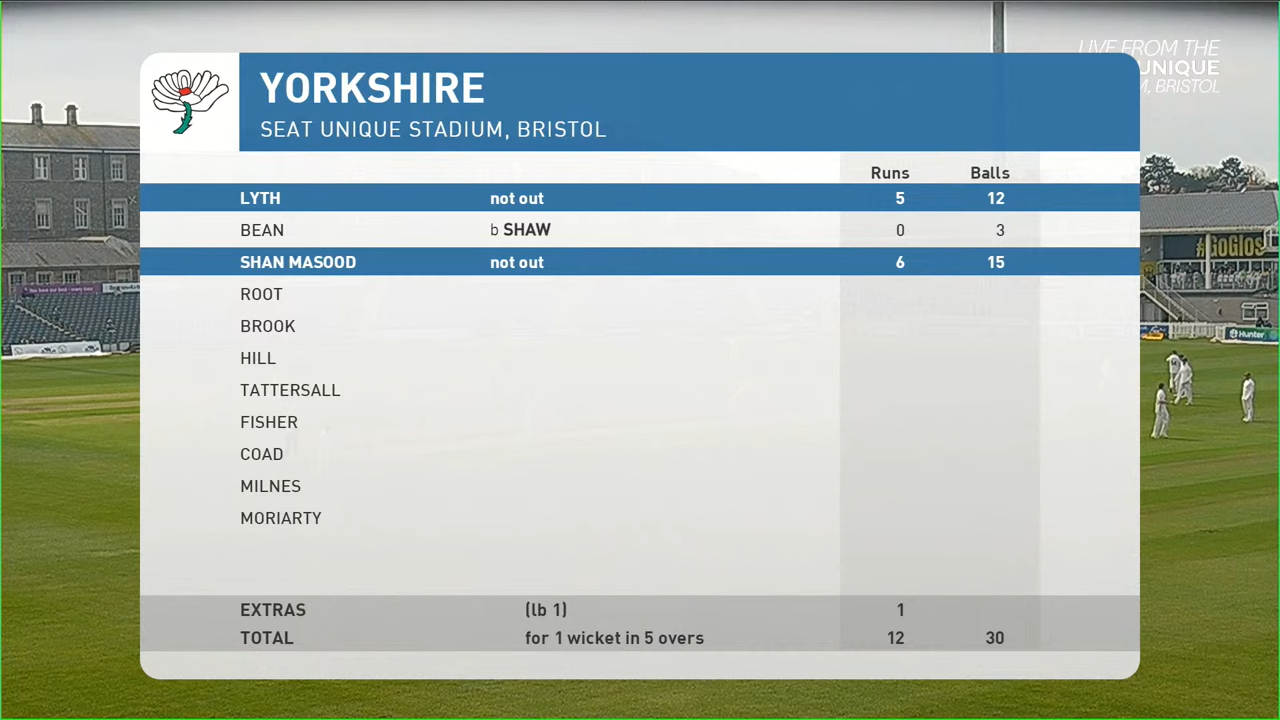 LIVE FROM THE
UNIQUE
BRISTOL
YORKSHIRE
SEAT UNIQUE STADIUM, BRISTOL
Runs Balls
LYTH not out 5 12
BEAN b SHAW 0 3
SHAN MASOOD not out 6 15
ROOT
BROOK
HILL
TATTERSALL
FISHER
COAD
MILNES
MORIARTY
EXTRAS (lb 1) 1
TOTAL for 1 wicket in 5 overs 12 30
#GoGlos
Hunter